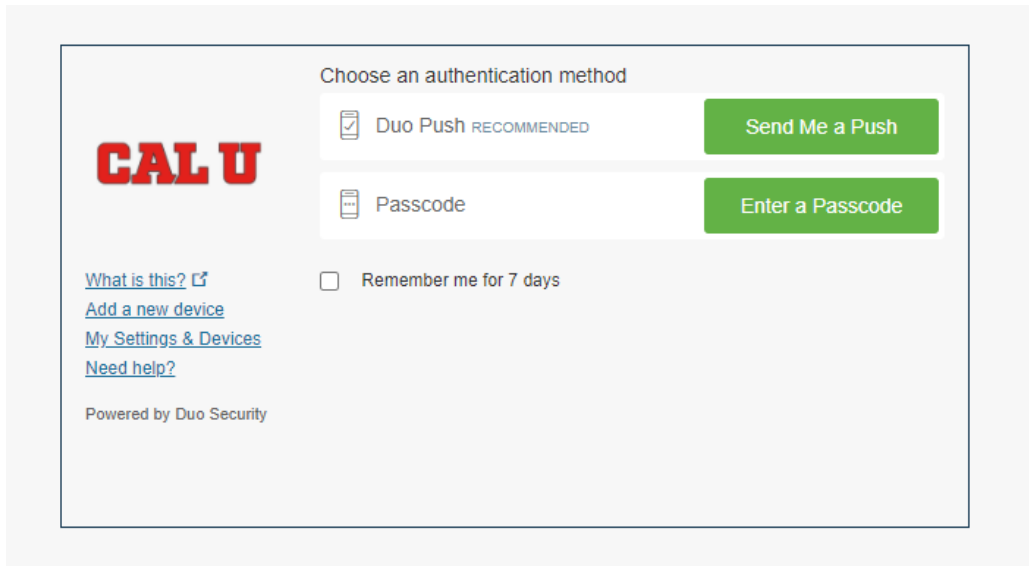 Choose an authentication method
Duo Push RECOMMENDED
Send Me a Push
CAL U
Passcode
Enter a Passcode
What is this?
Add a new device
My Settings & Devices
Need help?
Powered by Duo Security
Remember me for 7 days